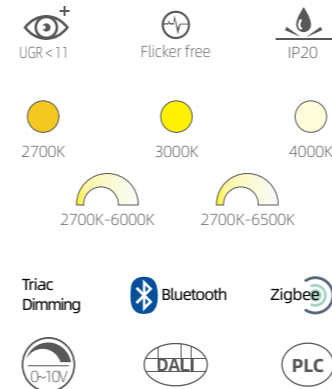 UGR<11
Flicker free
IP20
2700K
3000K
4000K
2700K-6000K
2700K-6500K
Triac
Dimming
Bluetooth
Zigbee
0~10V
DALI
PLC